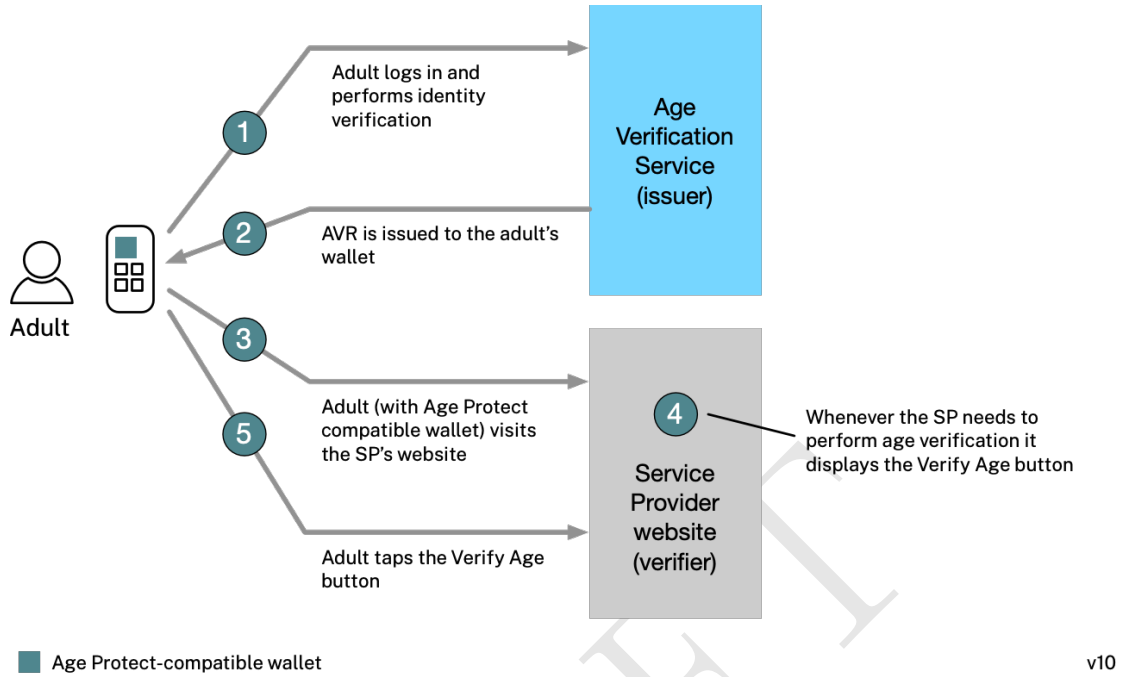 1
Adult logs in and
performs identity
verification
Age
Verification
Service
(issuer)
2
AVR is issued to the adult's
wallet
Adult
3
Adult (with Age Protect
compatible wallet) visits
the SP's website
4
Whenever the SP needs to
perform age verification it
displays the Verify Age button
5
Service
Provider
website
(verifier)
Adult taps the Verify Age
button
Age Protect-compatible wallet
v10